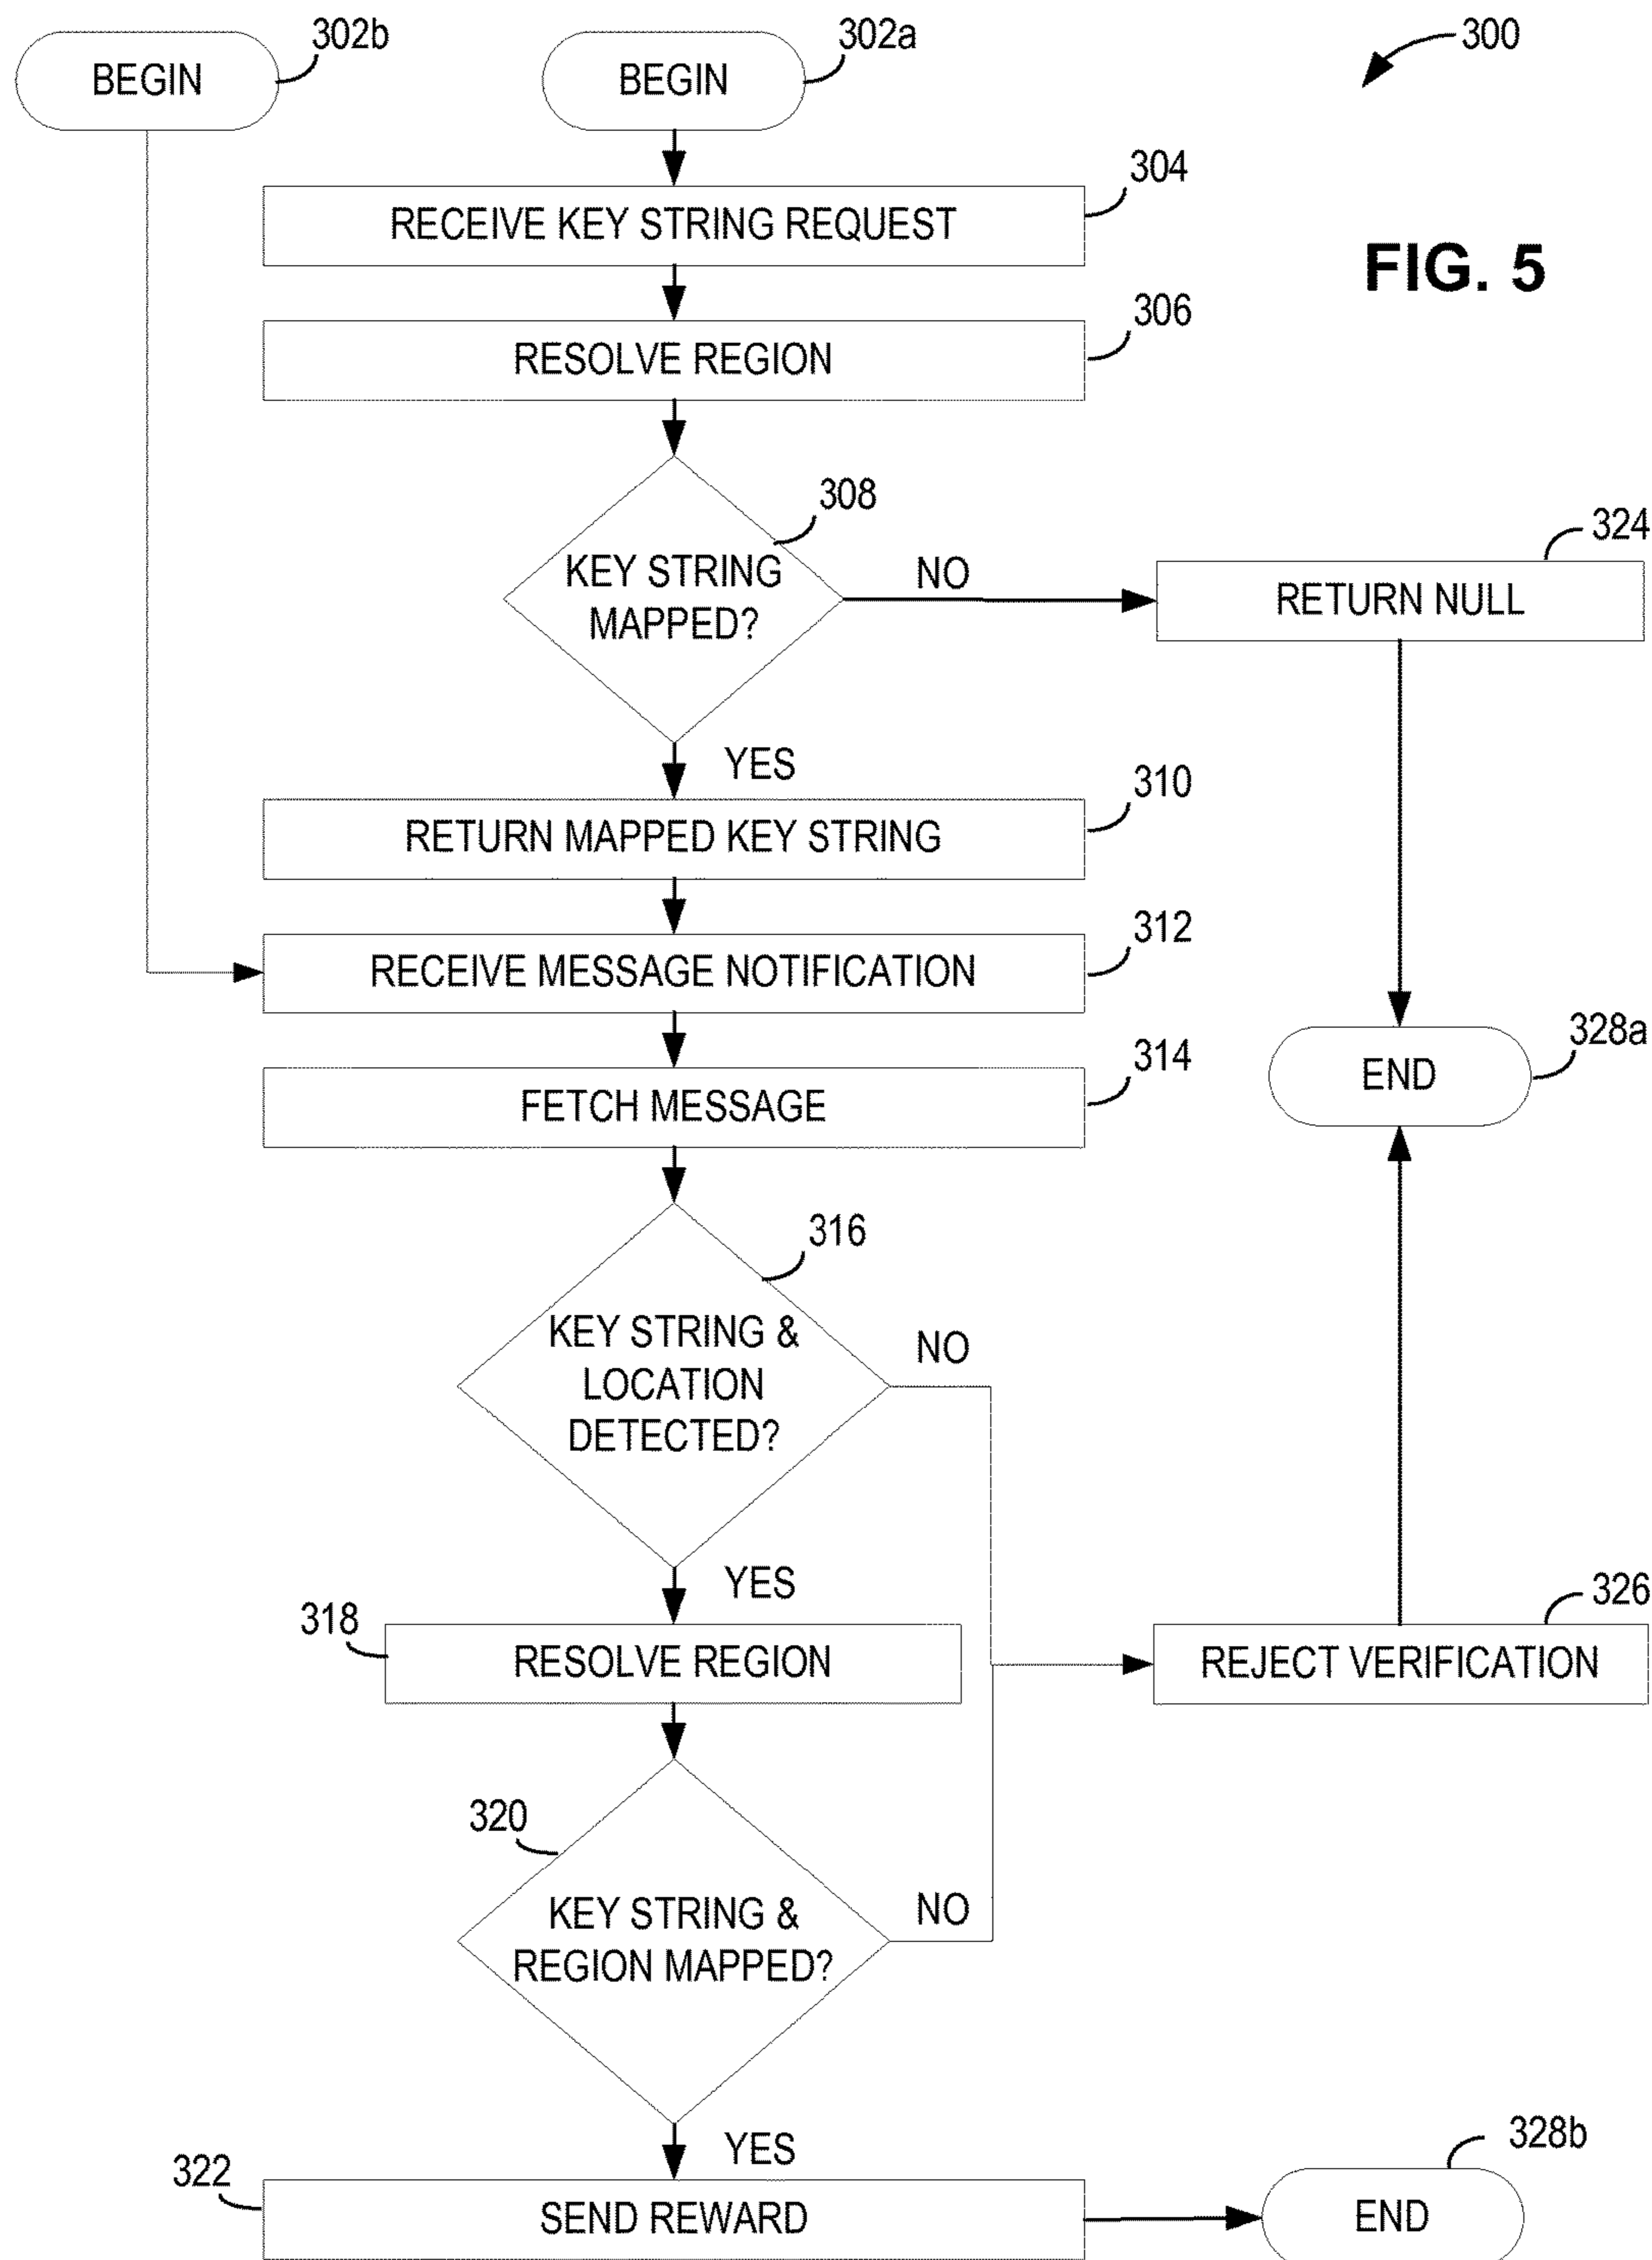 302b
302a
300
BEGIN
BEGIN
304
RECEIVE KEY STRING REQUEST
FIG. 5
306
RESOLVE REGION
308
324
KEY STRING
MAPPED?
NO
RETURN NULL
YES
310
RETURN MAPPED KEY STRING
312
RECEIVE MESSAGE NOTIFICATION
328a
314
END
FETCH MESSAGE
316
KEY STRING &
LOCATION
DETECTED?
NO
YES
326
318
RESOLVE REGION
REJECT VERIFICATION
320
KEY STRING &
REGION MAPPED?
NO
YES
328b
322
SEND REWARD
END